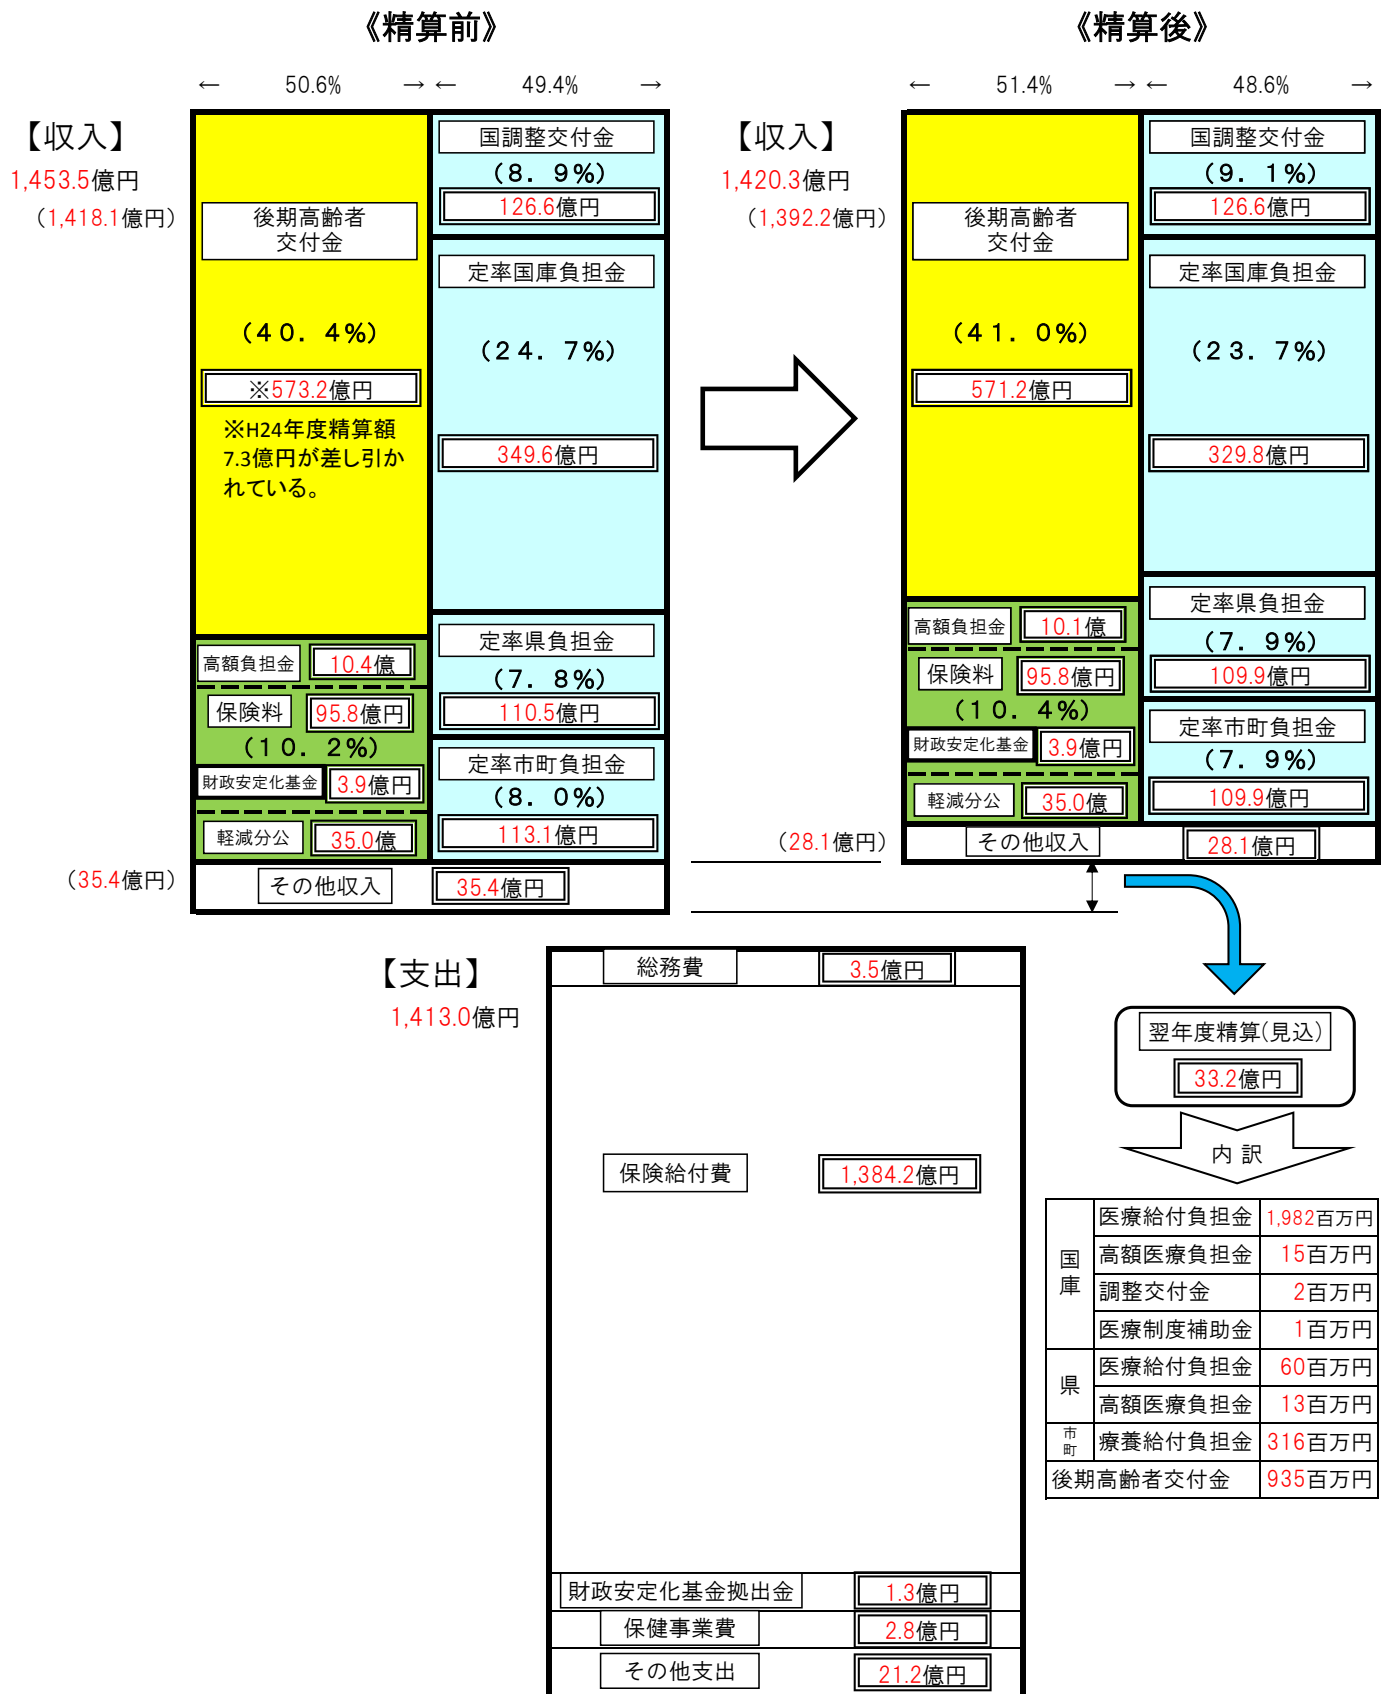 《精算前》
← 50.6% → ← 49.4% →
【収入】
1,453.5億円
（1,418.1億円）
後期高齢者
交付金
（４０．４％）
※573.2億円
※H24年度精算額
7.3億円が差し引か
れている。
高額負担金 10.4億
保険料 95.8億円
（１０．２％）
財政安定化基金 3.9億円
軽減分公 35.0億
国調整交付金
（８．９％）
126.6億円
定率国庫負担金
（２４．７％）
349.6億円
定率県負担金
（７．８％）
110.5億円
定率市町負担金
（８．０％）
113.1億円
（35.4億円）
その他収入 35.4億円
《精算後》
← 51.4% → ← 48.6% →
【収入】
1,420.3億円
（1,392.2億円）
後期高齢者
交付金
（４１．０％）
571.2億円
高額負担金 10.1億
保険料 95.8億円
（１０．４％）
財政安定化基金 3.9億円
軽減分公 35.0億
国調整交付金
（９．１％）
126.6億円
定率国庫負担金
（２３．７％）
329.8億円
定率県負担金
（７．９％）
109.9億円
定率市町負担金
（７．９％）
109.9億円
（28.1億円）
その他収入 28.1億円
【支出】
1,413.0億円
総務費 3.5億円
保険給付費 1,384.2億円
財政安定化基金拠出金 1.3億円
保健事業費 2.8億円
その他支出 21.2億円
翌年度精算(見込)
33.2億円
内 訳
国庫
医療給付負担金 1,982百万円
高額医療負担金 15百万円
調整交付金 2百万円
医療制度補助金 1百万円
県
医療給付負担金 60百万円
高額医療負担金 13百万円
市町
療養給付負担金 316百万円
後期高齢者交付金 935百万円